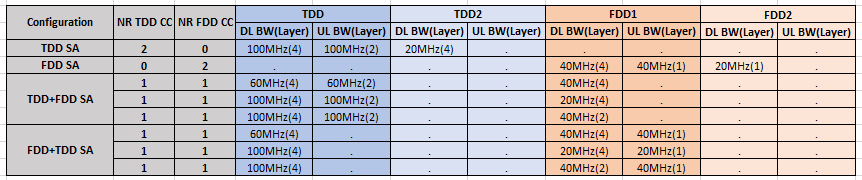 Configuration NR TDD CC NR FDD CC TDD TDD2 FDD1 FDD2
DL BW(Layer) UL BW(Layer) DL BW(Layer) UL BW(Layer) DL BW(Layer) UL BW(Layer) DL BW(Layer) UL BW(Layer)
TDD SA 2 0 100MHz(4) 100MHz(2) 20MHz(4) . . . . .
FDD SA 0 2 . . . . 40MHz(4) 40MHz(1) 20MHz(1) .
TDD+FDD SA 1 1 60MHz(4) 60MHz(2) . . 40MHz(4) . . .
1 1 100MHz(4) 100MHz(2) . . 20MHz(4) . . .
1 1 100MHz(4) 100MHz(2) . . 40MHz(2) . . .
FDD+TDD SA 1 1 60MHz(4) . . . 40MHz(4) 40MHz(1) . .
1 1 100MHz(4) . . . 20MHz(4) 20MHz(1) . .
1 1 100MHz(4) . . . 40MHz(2) 40MHz(1) . .